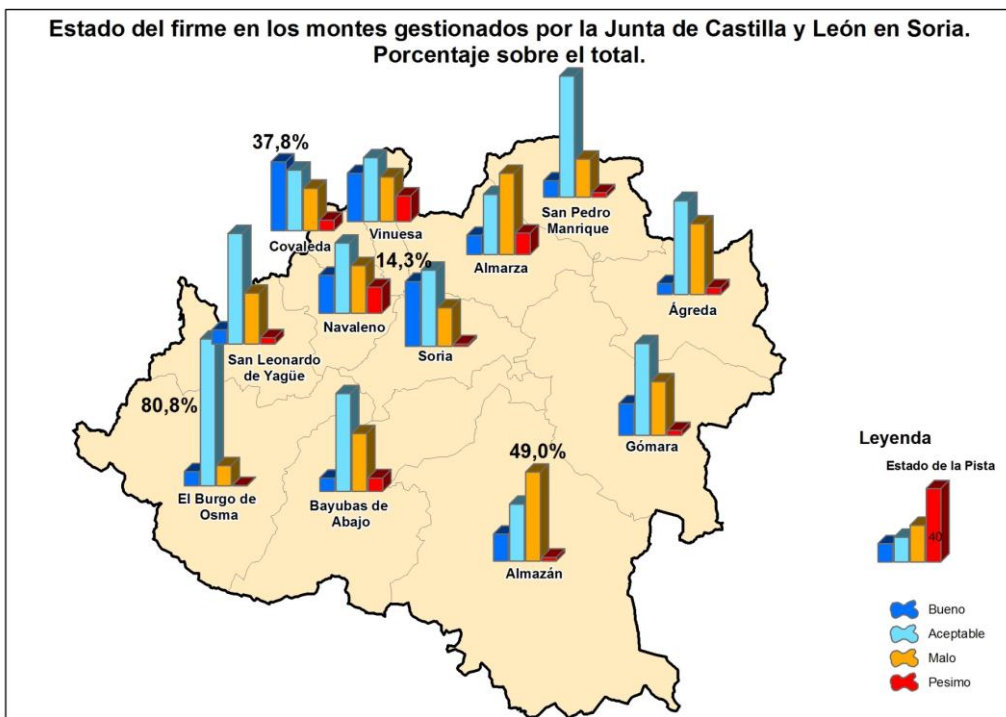 Estado del firme en los montes gestionados por la Junta de Castilla y León en Soria.
Porcentaje sobre el total.
37,8%
Covaleda
Vinuesa
San Pedro
Manrique
Almarza
Ágreda
14,3%
Navaleno
Soria
San Leonardo
de Yagüe
80,8%
El Burgo de
Osma
Bayubas de
Abajo
49,0%
Almazán
Gómara
Leyenda
Estado de la Pista
40
Bueno
Aceptable
Malo
Pesimo